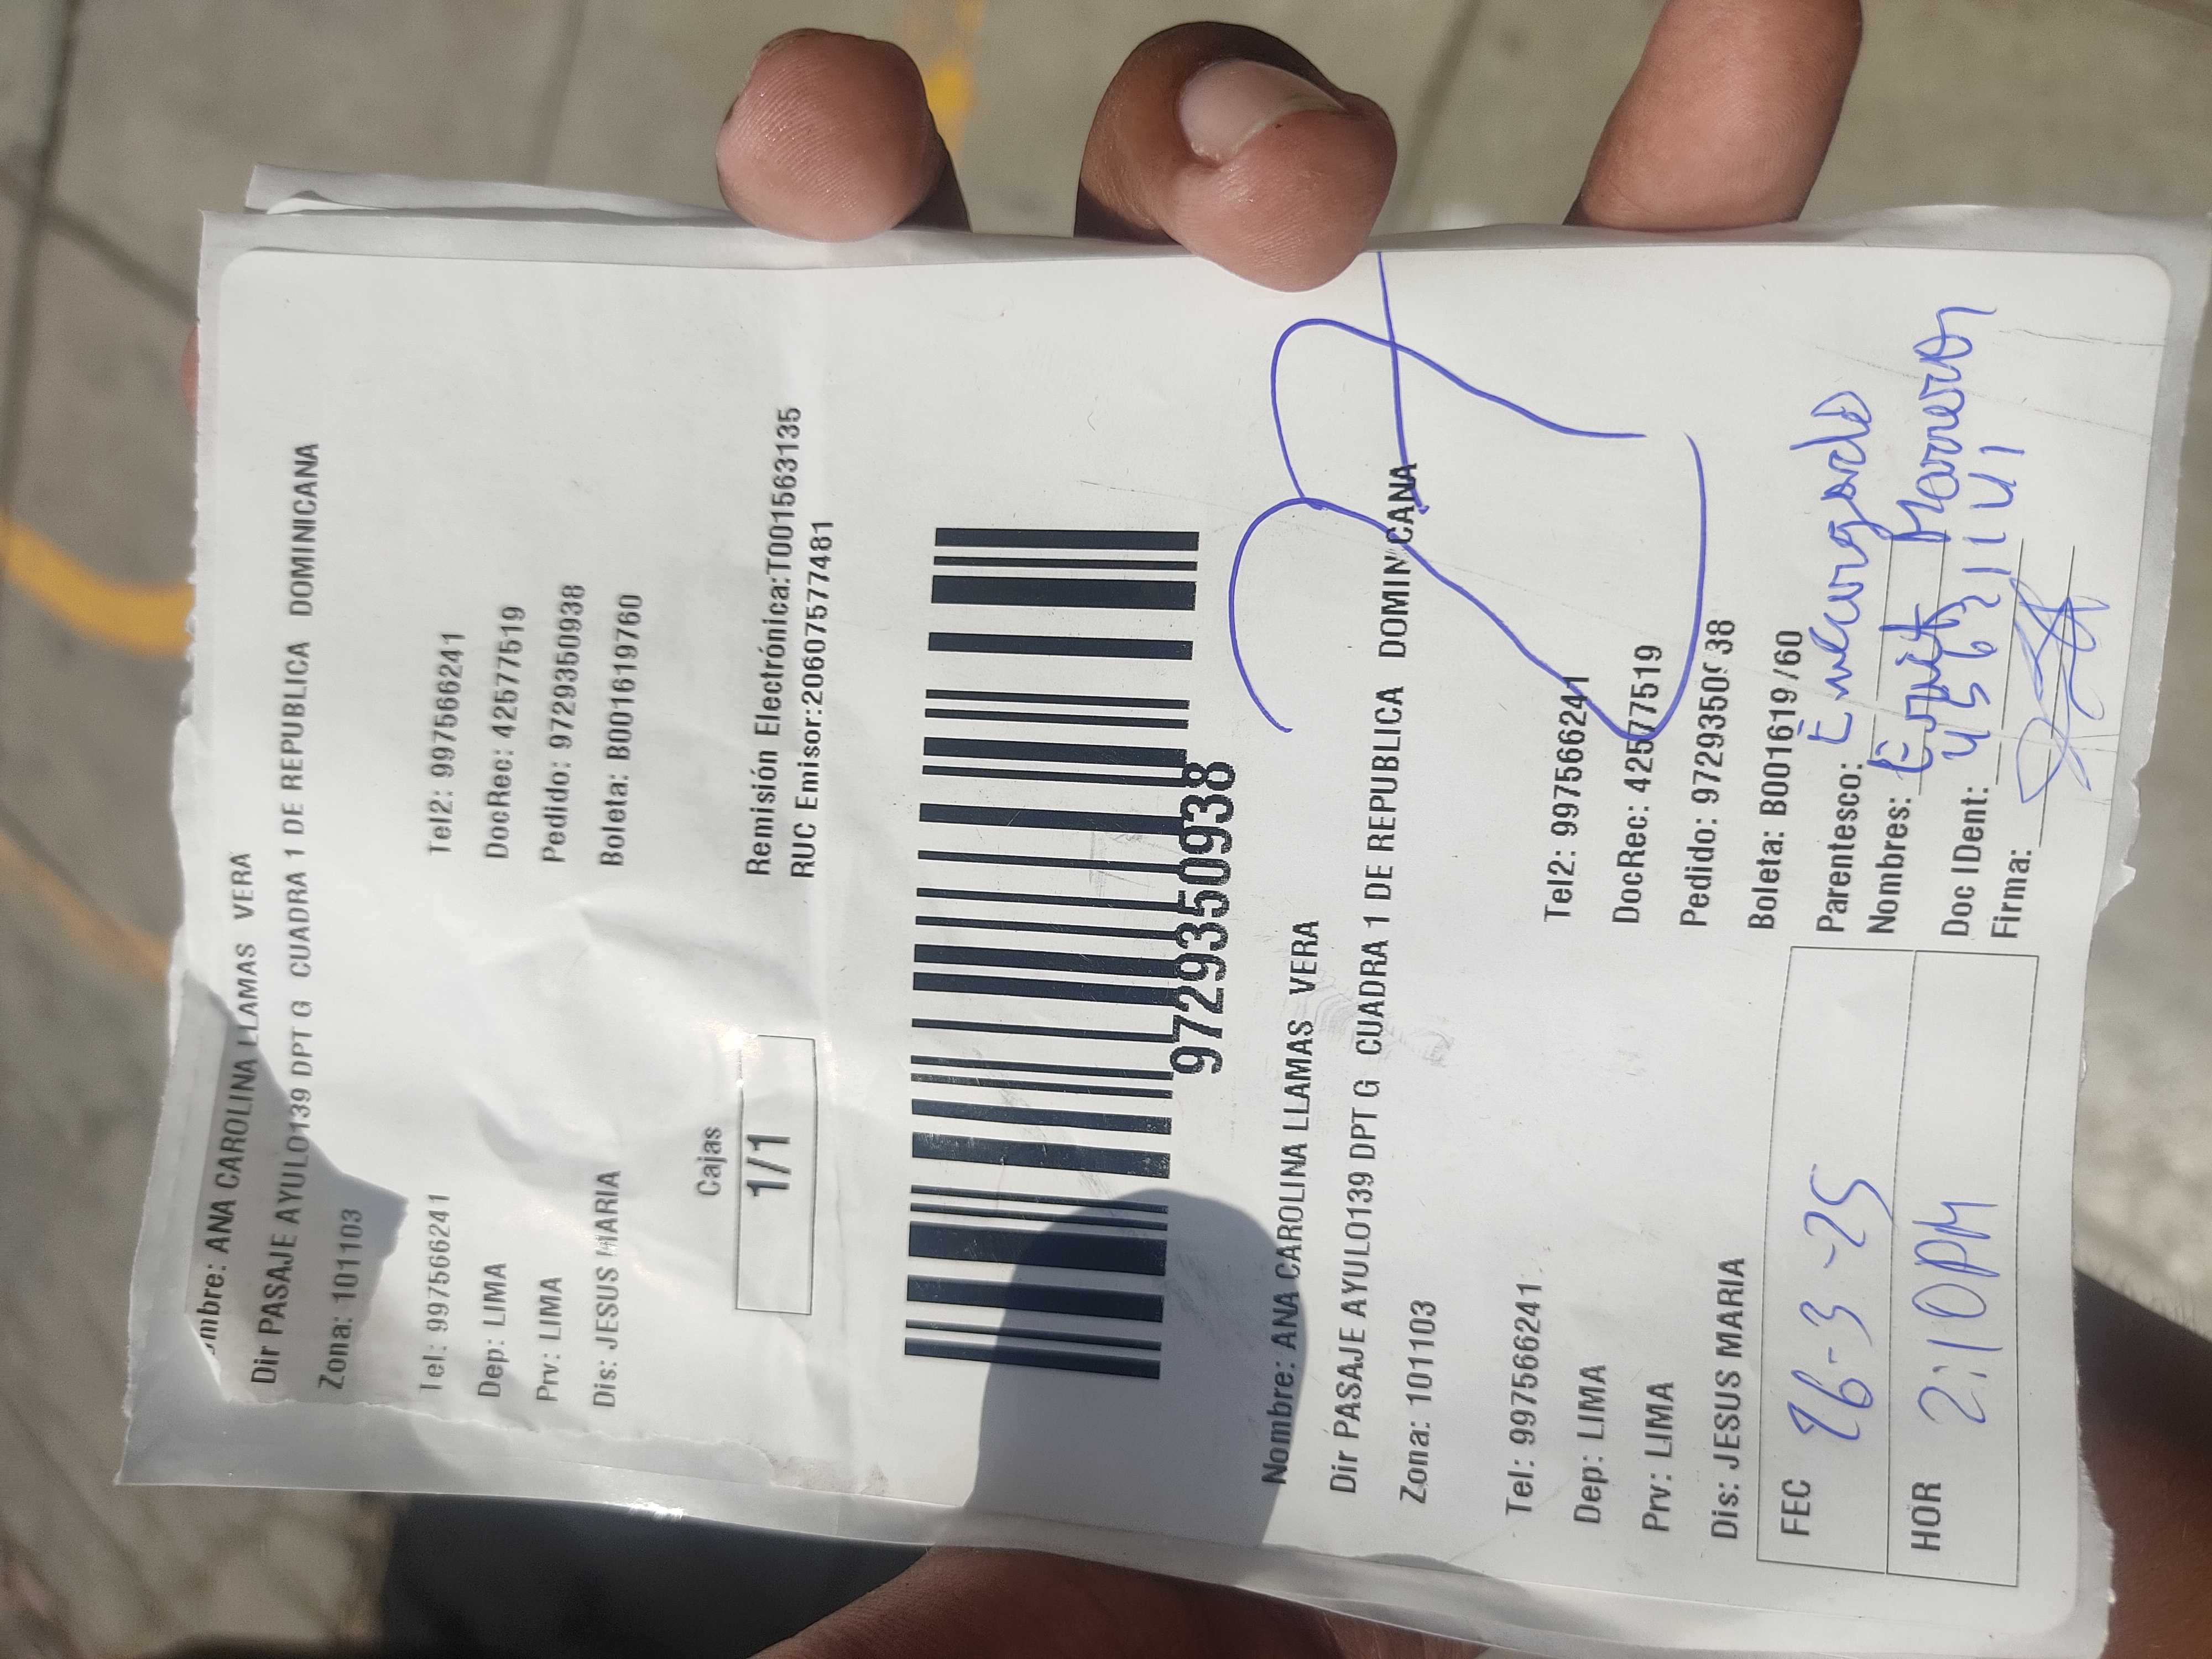 mbre: ANA CAROLINA LLAMAS VERA
Dir PASAJE AYULO139 DPT G CUADRA 1 DE REPUBLICA DOMINICANA
Zona: 101103
Tel: 997566241 Tel2: 997566241
Dep: LIMA DocRec: 42577519
Prv: LIMA Pedido: 9729350938
Dis: JESUS MARIA Boleta: B001619760
Cajas
1/1
Remisión Electrónica:T001563135
RUC Emisor:20607577481
9729350938
Nombre: ANA CAROLINA LLAMAS VERA
Dir PASAJE AYULO139 DPT G CUADRA 1 DE REPUBLICA DOMINICANA
Zona: 101103
Tel: 997566241 Tel2: 997566241
Dep: LIMA DocRec: 42577519
Prv: LIMA Pedido: 9729350938
Dis: JESUS MARIA Boleta: B001619760
FEC 26-3-25
HOR 2:10PM
Parentesco: Encargado
Nombres: Marrero
Doc IDent:
Firma: